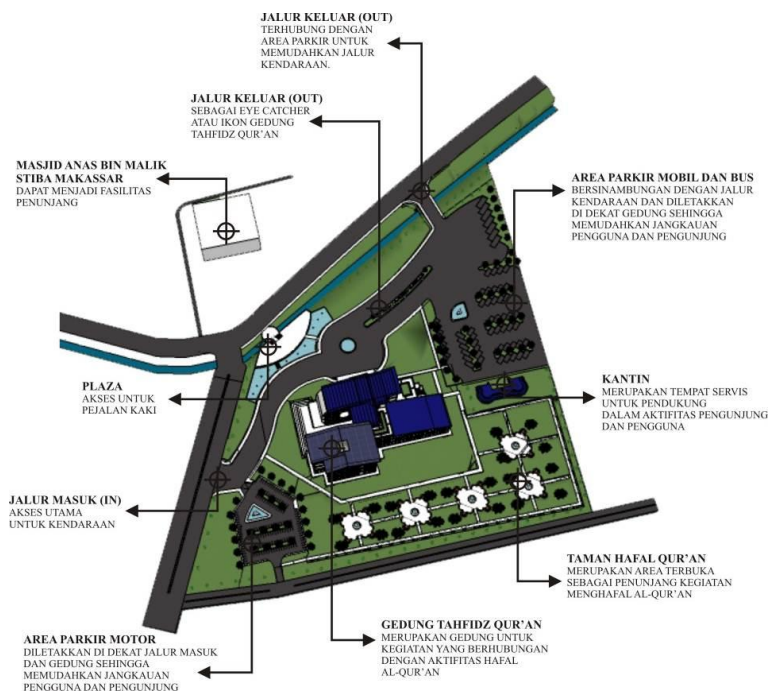 JALUR KELUAR (OUT)
TERHUBUNG DENGAN
AREA PARKIR UNTUK
MEMUDAHKAN JALUR
KENDARAAN.
JALUR KELUAR (OUT)
SEBAGAI EYE CATCHER
ATAU IKON GEDUNG
TAHFIDZ QUR'AN
MASJID ANAS BIN MALIK
STIBA MAKASSAR
DAPAT MENJADI FASILITAS
PENUNJANG
AREA PARKIR MOBIL DAN BUS
BERSINAMBUNGAN DENGAN JALUR
KENDARAAN DAN DILETAKKAN
DI DEKAT GEDUNG SEHINGGA
MEMUDAHKAN JANGKAUAN
PENGGUNA DAN PENGUNJUNG
PLAZA
AKSES UNTUK
PEJALAN KAKI
KANTIN
MERUPAKAN TEMPAT SERVIS
UNTUK PENDUKUNG
DALAM AKTIFITAS PENGUNJUNG
DAN PENGGUNA
JALUR MASUK (IN)
AKSES UTAMA
UNTUK KENDARAAN
TAMAN HAFAL QUR'AN
MERUPAKAN AREA TERBUKA
SEBAGAI PENUNJANG KEGIATAN
MENGHAFAL AL-QUR'AN
GEDUNG TAHFIDZ QUR'AN
MERUPAKAN GEDUNG UNTUK
KEGIATAN YANG BERHUBUNGAN
DENGAN AKTIFITAS HAFAL
AL-QUR'AN
AREA PARKIR MOTOR
DILETAKKAN DI DEKAT JALUR MASUK
DAN GEDUNG SEHINGGA
MEMUDAHKAN JANGKAUAN
PENGGUNA DAN PENGUNJUNG